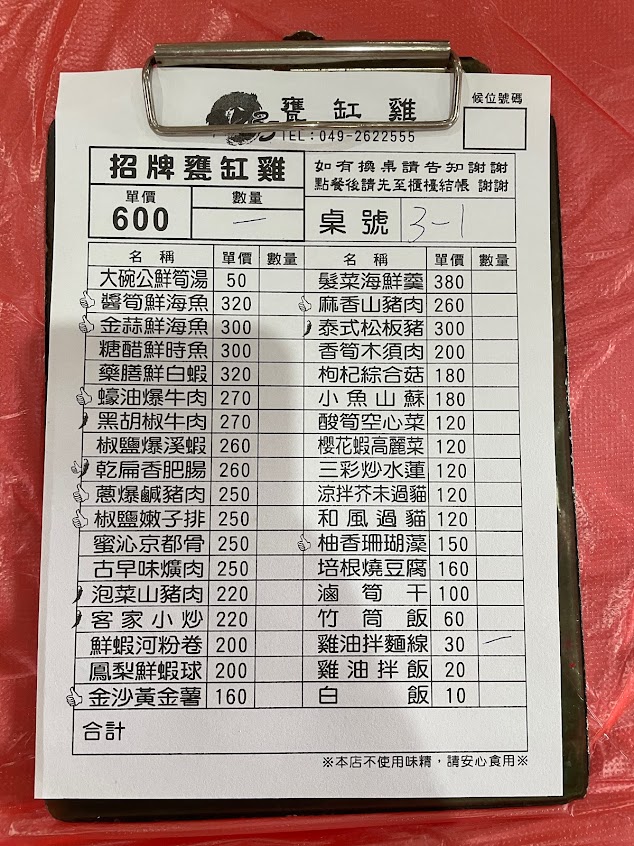 甕缸雞
TEL：049-2622555
候位號碼
招牌甕缸雞
單價 數量
600 一
如有換桌請告知謝謝
點餐後請先至櫃檯結帳 謝謝
桌號 3-1
名稱 單價 數量 名稱 單價 數量
大碗公鮮筍湯 50 髮菜海鮮羹 380
醬筍鮮海魚 320 麻香山豬肉 260
金蒜鮮海魚 300 泰式松板豬 300
糖醋鮮時魚 300 香筍木須肉 200
藥膳鮮白蝦 320 枸杞綜合菇 180
蠔油爆牛肉 270 小魚山蘇 180
黑胡椒牛肉 270 酸筍空心菜 120
椒鹽爆溪蝦 260 櫻花蝦高麗菜 120
乾扁香肥腸 260 三彩炒水蓮 120
蔥爆鹹豬肉 250 涼拌芥末過貓 120
椒鹽嫩子排 250 和風過貓 120
蜜沁京都骨 250 柚香珊瑚藻 150
古早味爌肉 250 培根燒豆腐 160
泡菜山豬肉 220 滷筍干 100
客家小炒 220 竹筒飯 60
鮮蝦河粉卷 200 雞油拌麵線 30 一
鳳梨鮮蝦球 200 雞油拌飯 20
金沙黃金薯 160 白飯 10
合計
※本店不使用味精，請安心食用※